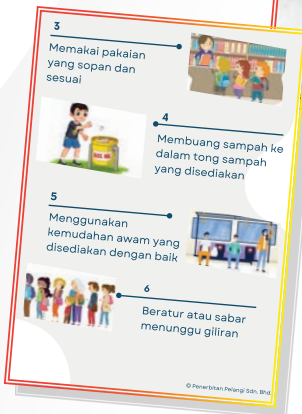 3
Memakai pakaian
yang sopan dan
sesuai
4
Membuang sampah ke
dalam tong sampah
yang disediakan
5
Menggunakan
kemudahan awam yang
disediakan dengan baik
6
Beratur atau sabar
menunggu giliran
© Penerbitan Pelangi Sdn. Bhd